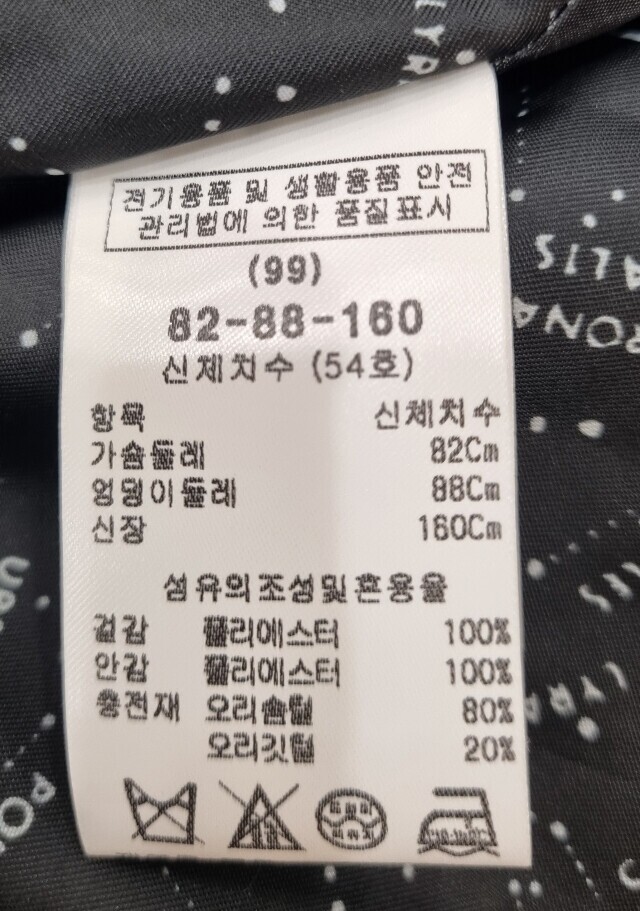 전기용품 및 생활용품 안전
관리법에 의한 품질표시
(99)
82-88-160
신체치수 (54호)
항목 신체치수
가슴둘레 82Cm
엉덩이둘레 88Cm
신장 160Cm
섬유의조성및혼용율
겉감 폴리에스터 100%
안감 폴리에스터 100%
충전재 오리솜털 80%
오리깃털 20%